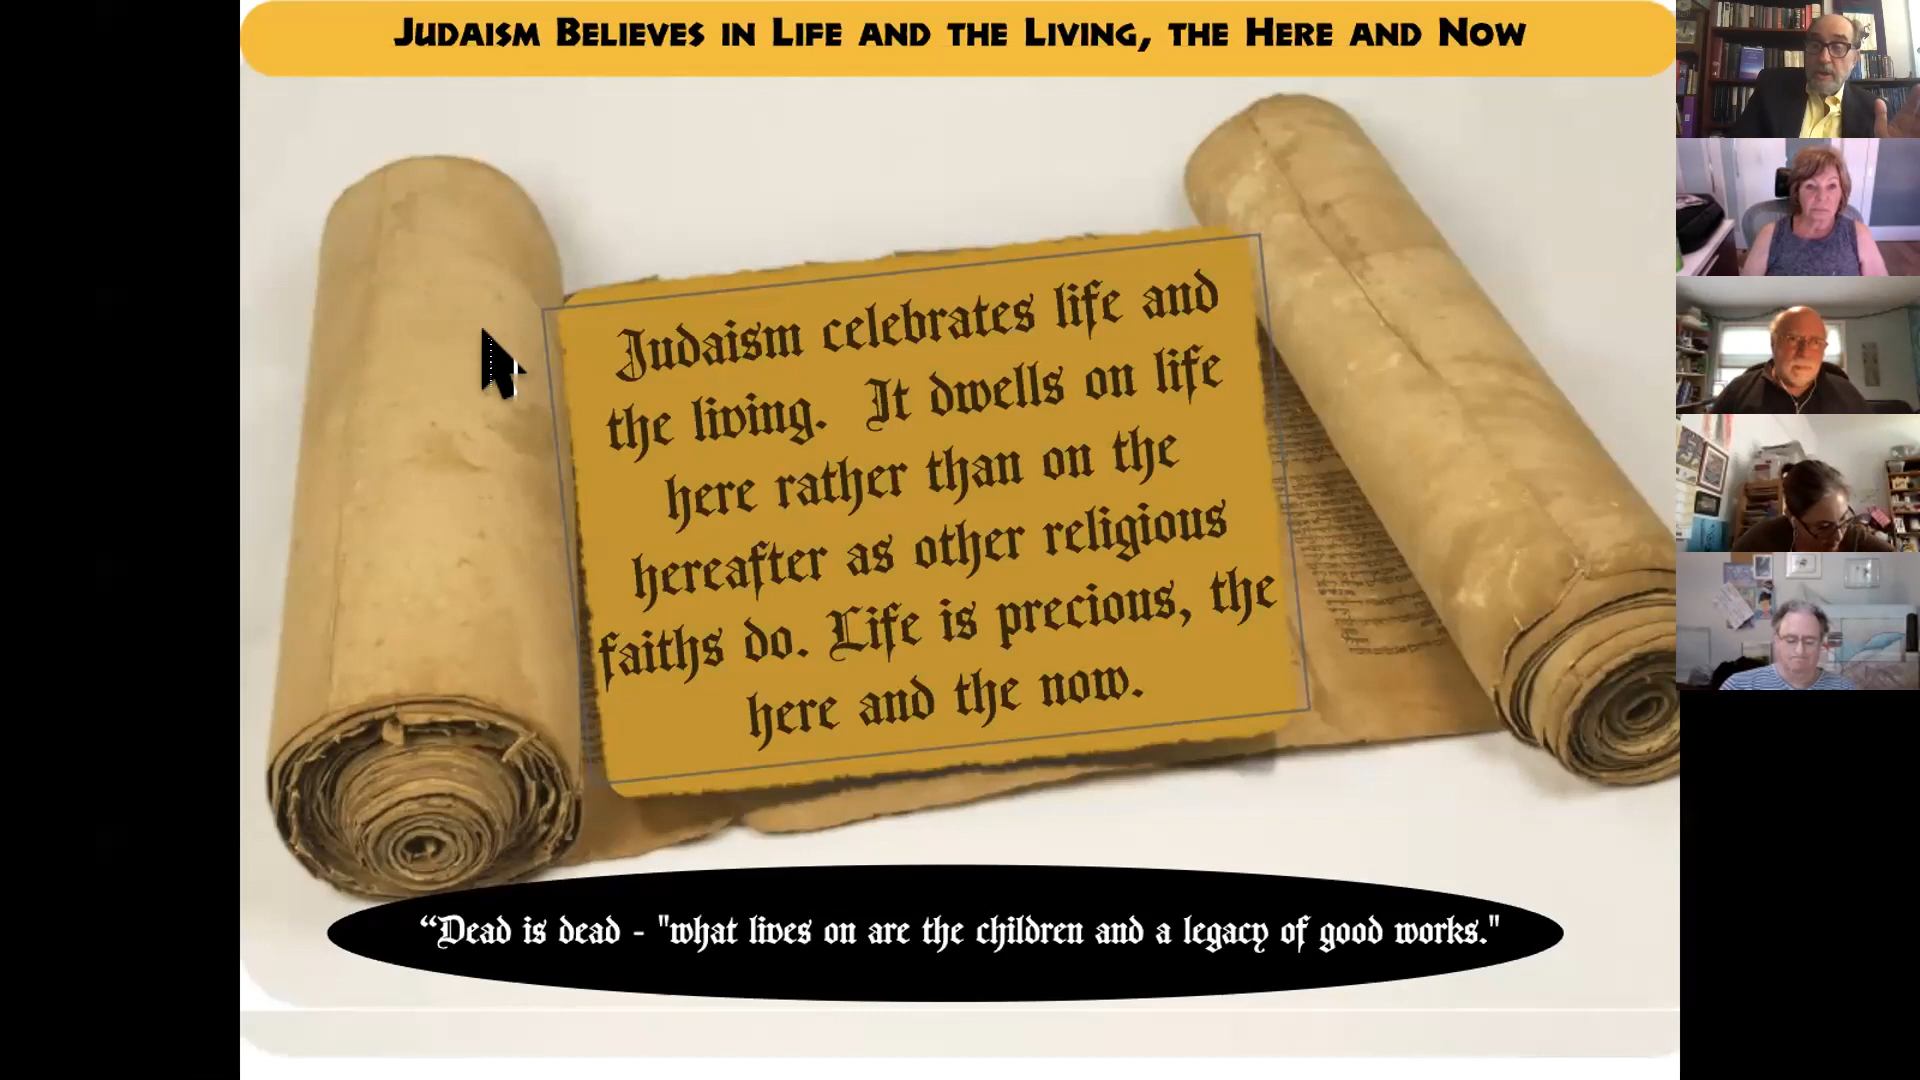 Judaism Believes in Life and the Living, the Here and Now
Judaism celebrates life and
the living. It dwells on life
here rather than on the
hereafter as other religious
faiths do. Life is precious, the
here and the now.
“Dead is dead - "what lives on are the children and a legacy of good works."